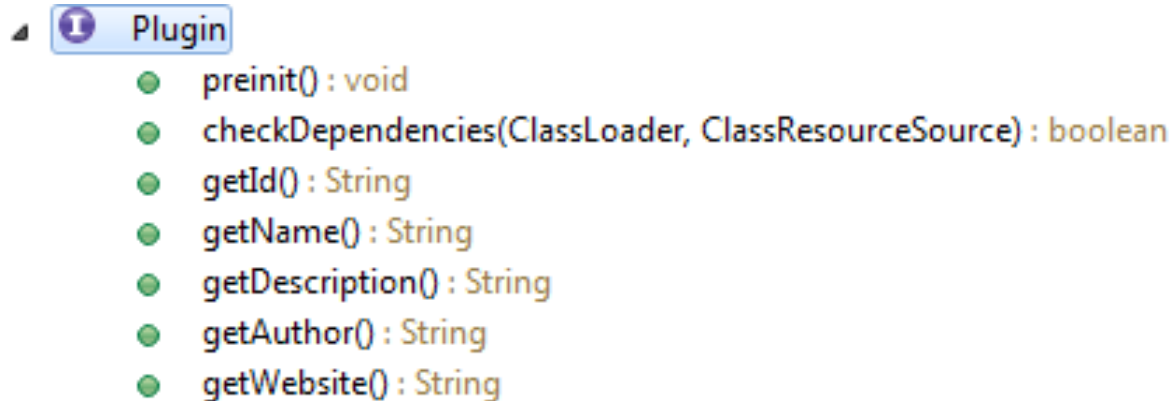 I Plugin
preinit() : void
checkDependencies(ClassLoader, ClassResourceSource) : boolean
getId() : String
getName() : String
getDescription() : String
getAuthor() : String
getWebsite() : String